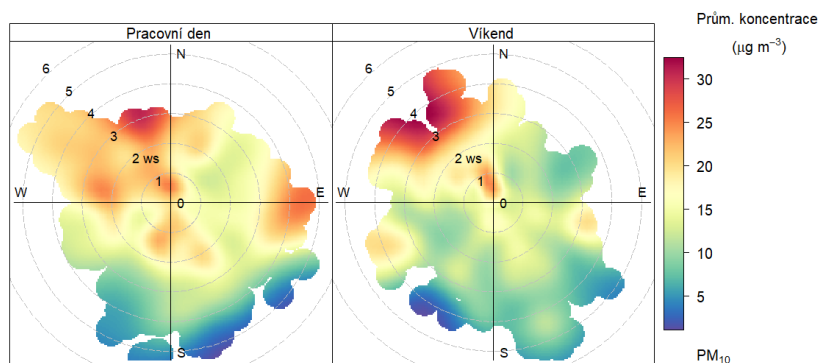 Pracovní den
Víkend
Prům. koncentrace
(μg m⁻³)
N
6
5
4
3
2 ws
1
0
W
E
S
N
6
5
4
3
2 ws
1
0
W
E
S
30
25
20
15
10
5
PM₁₀